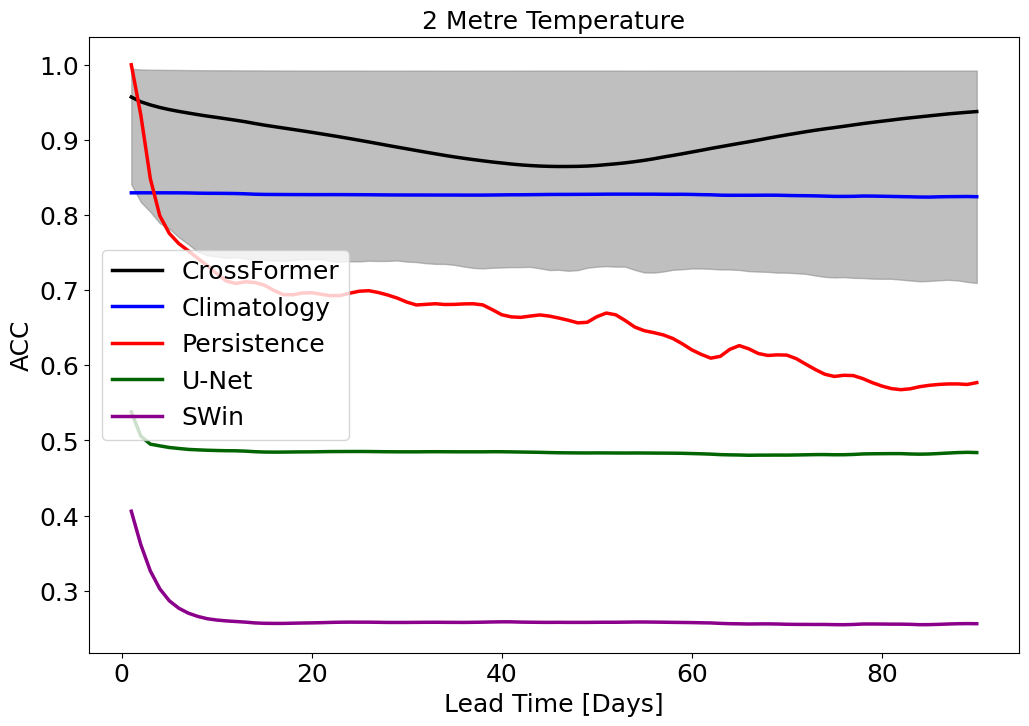 2 Metre Temperature
ACC
1.0
0.9
0.8
0.7
0.6
0.5
0.4
0.3
CrossFormer
Climatology
Persistence
U-Net
SWin
0 20 40 60 80
Lead Time [Days]